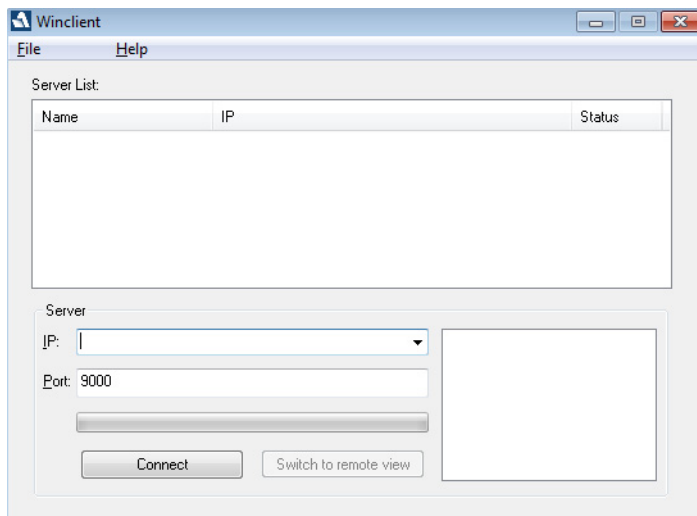 Winclient
File Help
Server List:
Name IP Status
Server
IP:
Port: 9000
Connect Switch to remote view